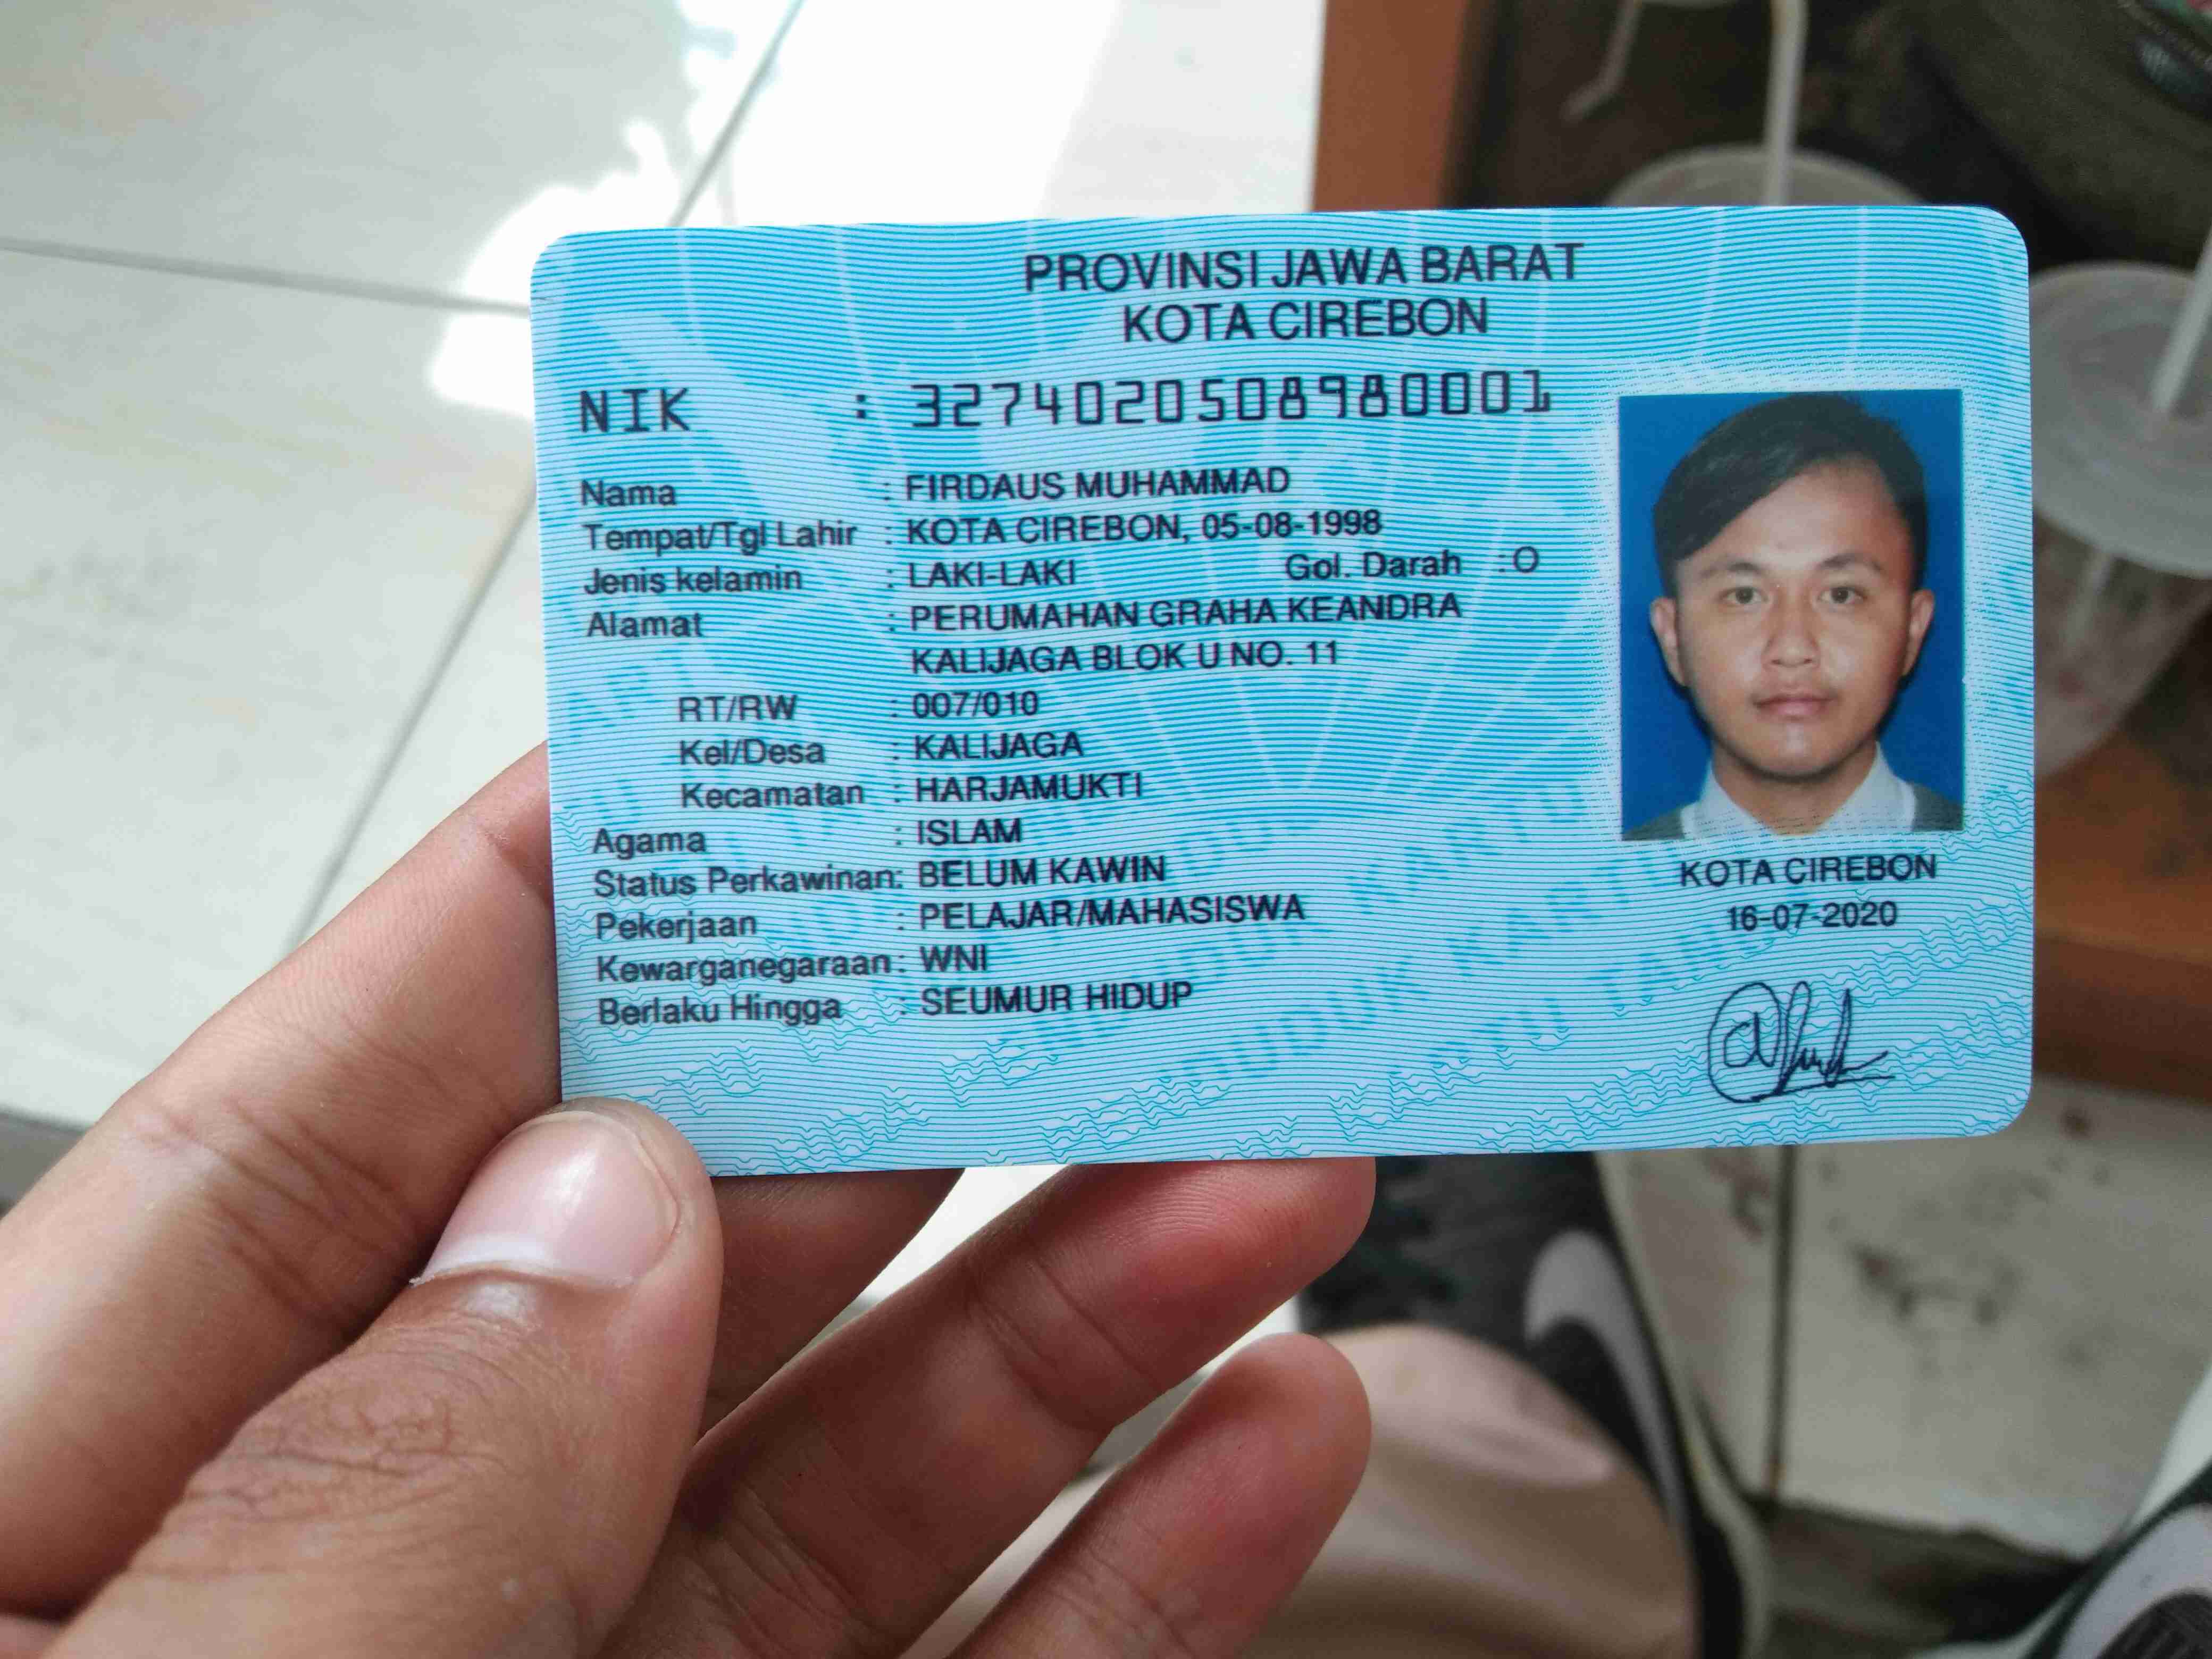 PROVINSI JAWA BARAT
KOTA CIREBON
NIK : 3274020508980001
Nama : FIRDAUS MUHAMMAD
Tempat/Tgl Lahir : KOTA CIREBON, 05-08-1998
Jenis kelamin : LAKI-LAKI Gol. Darah : O
Alamat : PERUMAHAN GRAHA KEANDRA
KALIJAGA BLOK U NO. 11
RT/RW : 007/010
Kel/Desa : KALIJAGA
Kecamatan : HARJAMUKTI
Agama : ISLAM
Status Perkawinan: BELUM KAWIN
Pekerjaan : PELAJAR/MAHASISWA
Kewarganegaraan: WNI
Berlaku Hingga : SEUMUR HIDUP
KOTA CIREBON
16-07-2020